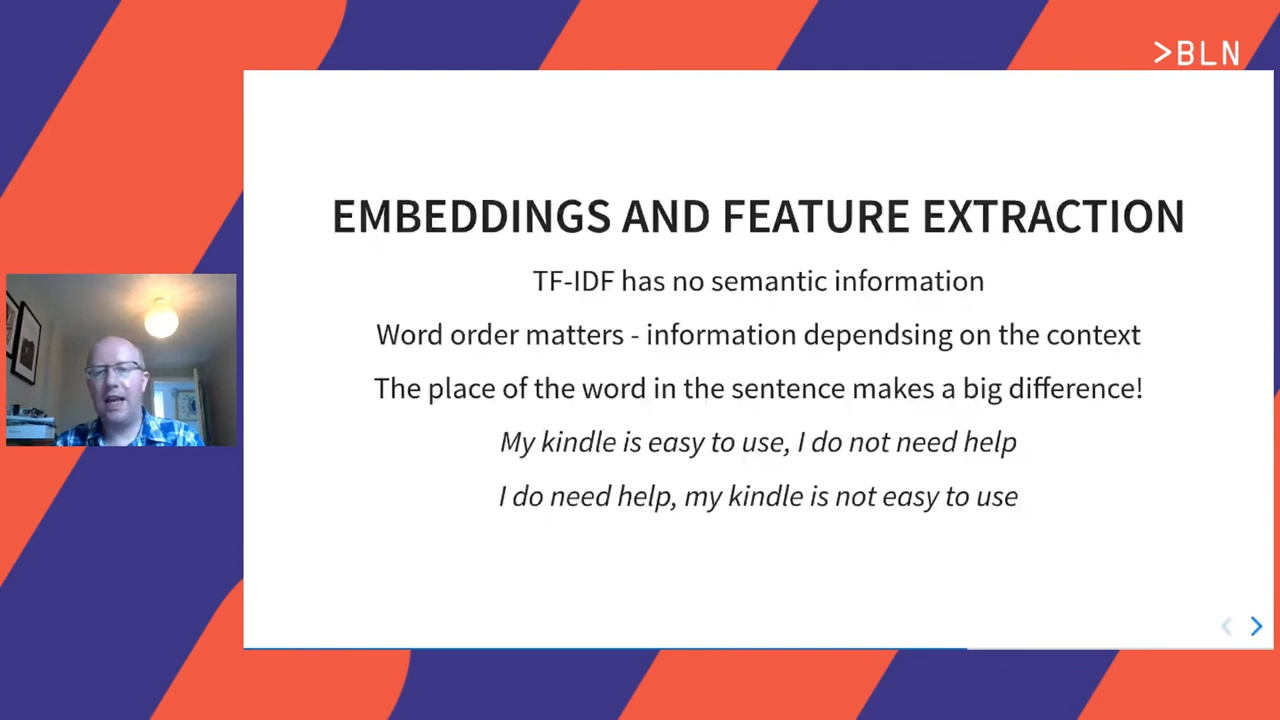 >BLN
EMBEDDINGS AND FEATURE EXTRACTION
TF-IDF has no semantic information
Word order matters - information dependsing on the context
The place of the word in the sentence makes a big difference!
My kindle is easy to use, I do not need help
I do need help, my kindle is not easy to use